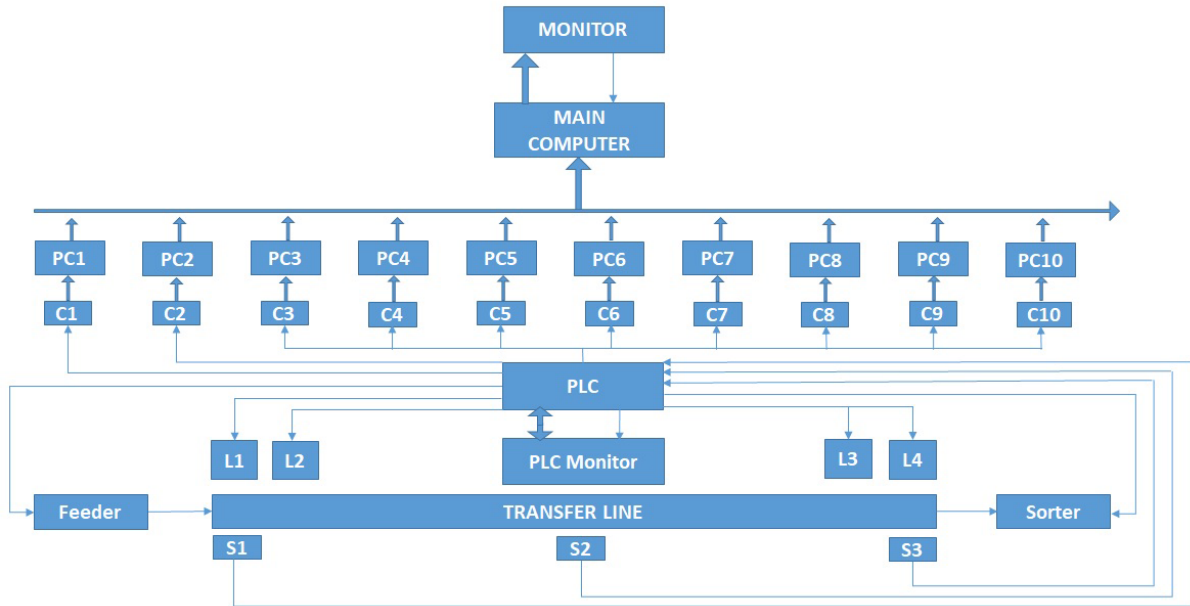 MONITOR
MAIN
COMPUTER
PC1
PC2
PC3
PC4
PC5
PC6
PC7
PC8
PC9
PC10
C1
C2
C3
C4
C5
C6
C7
C8
C9
C10
PLC
L1
L2
PLC Monitor
L3
L4
Feeder
TRANSFER LINE
Sorter
S1
S2
S3